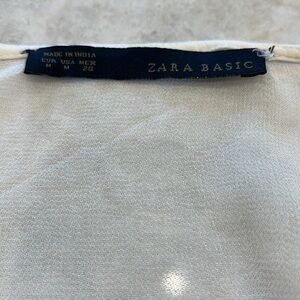 MADE IN INDIA
EUR USA MEX
M M 28
ZARA BASIC